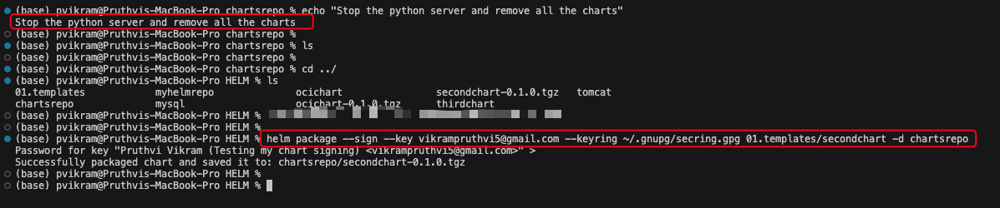 (base) pvikram@Pruthvis-MacBook-Pro chartsrepo % echo "Stop the python server and remove all the charts"
Stop the python server and remove all the charts
(base) pvikram@Pruthvis-MacBook-Pro chartsrepo %
(base) pvikram@Pruthvis-MacBook-Pro chartsrepo % ls
(base) pvikram@Pruthvis-MacBook-Pro chartsrepo %
(base) pvikram@Pruthvis-MacBook-Pro chartsrepo % cd ../
(base) pvikram@Pruthvis-MacBook-Pro HELM % ls
01.templates myhelmrepo ocichart secondchart-0.1.0.tgz tomcat
chartsrepo mysql ocichart-0.1.0.tgz thirdchart
(base) pvikram@Pruthvis-MacBook-Pro HELM %
(base) pvikram@Pruthvis-MacBook-Pro HELM %
(base) pvikram@Pruthvis-MacBook-Pro HELM % helm package --sign --key vikrampruthvi5@gmail.com --keyring ~/.gnupg/secring.gpg 01.templates/secondchart -d chartsrepo
Password for key "Pruthvi Vikram (Testing my chart signing) <vikrampruthvi5@gmail.com>" >
Successfully packaged chart and saved it to: chartsrepo/secondchart-0.1.0.tgz
(base) pvikram@Pruthvis-MacBook-Pro HELM %
(base) pvikram@Pruthvis-MacBook-Pro HELM %